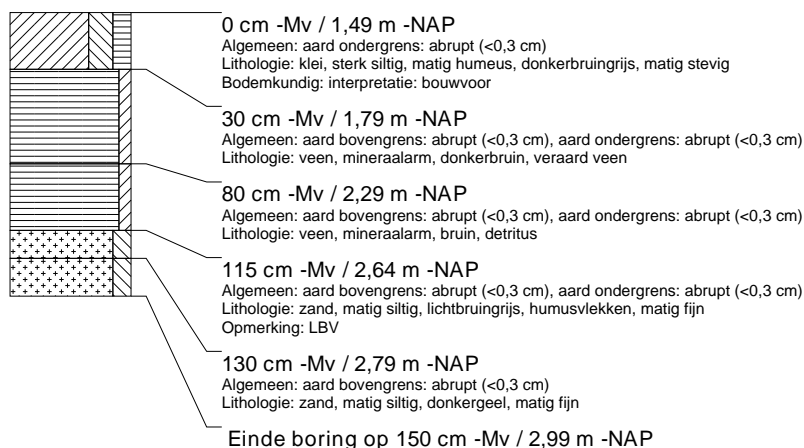 0 cm -Mv / 1,49 m -NAP
Algemeen: aard ondergrens: abrupt (<0,3 cm)
Lithologie: klei, sterk siltig, matig humeus, donkerbruingrijs, matig stevig
Bodemkundig: interpretatie: bouwvoor
30 cm -Mv / 1,79 m -NAP
Algemeen: aard bovengrens: abrupt (<0,3 cm), aard ondergrens: abrupt (<0,3 cm)
Lithologie: veen, mineraalarm, donkerbruin, veraard veen
80 cm -Mv / 2,29 m -NAP
Algemeen: aard bovengrens: abrupt (<0,3 cm), aard ondergrens: abrupt (<0,3 cm)
Lithologie: veen, mineraalarm, bruin, detritus
115 cm -Mv / 2,64 m -NAP
Algemeen: aard bovengrens: abrupt (<0,3 cm), aard ondergrens: abrupt (<0,3 cm)
Lithologie: zand, matig siltig, lichtbruingrijs, humusvlekken, matig fijn
Opmerking: LBV
130 cm -Mv / 2,79 m -NAP
Algemeen: aard bovengrens: abrupt (<0,3 cm)
Lithologie: zand, matig siltig, donkergeel, matig fijn
Einde boring op 150 cm -Mv / 2,99 m -NAP